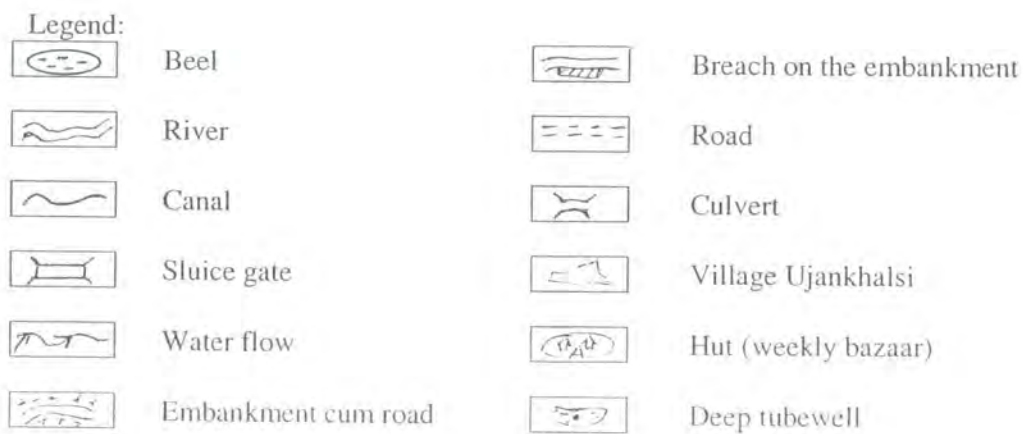 Legend:
Beel
River
Canal
Sluice gate
Water flow
Embankment cum road
Breach on the embankment
Road
Culvert
Village Ujankhalsi
Hut (weekly bazaar)
Deep tubewell